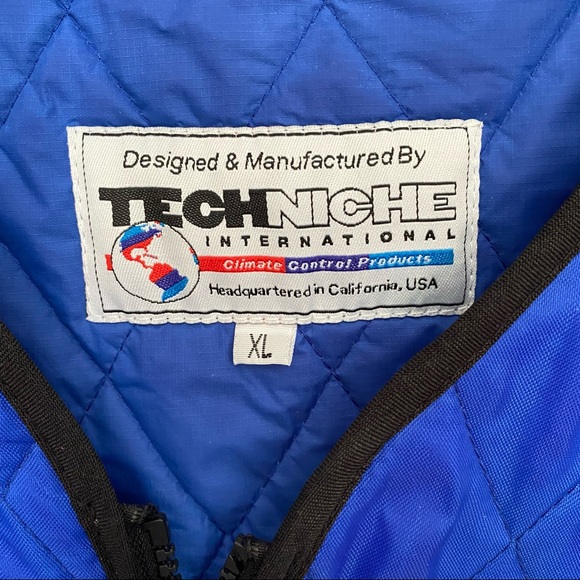 Designed & Manufactured By
TECHNICHE
INTERNATIONAL
Climate Control Products
Headquartered in California, USA
XL